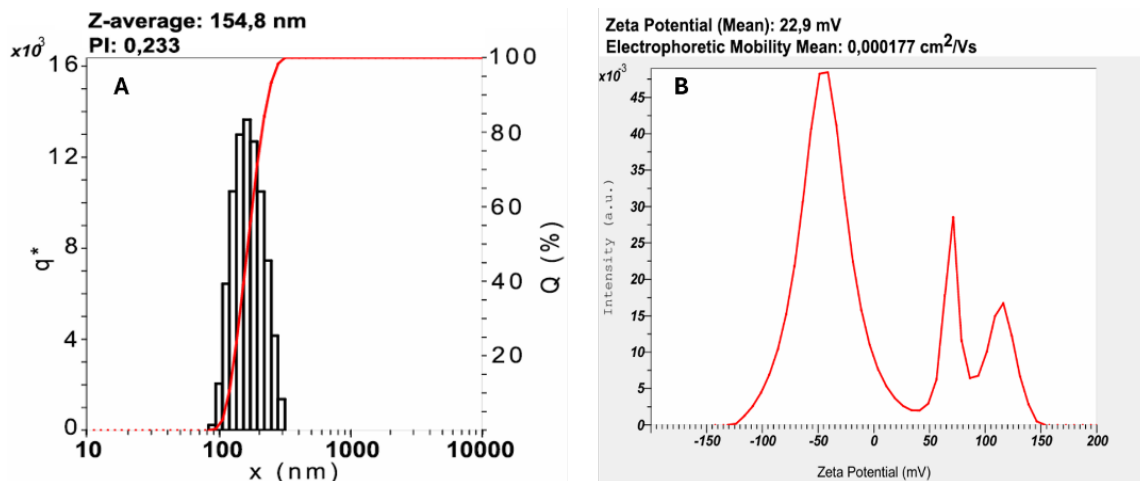 Z-average: 154,8 nm
PI: 0,233
x10³
A
16
12
8
4
0
q*
100
80
60
40
20
Q (%)
10
100
1000
10000
x (nm)
Zeta Potential (Mean): 22,9 mV
Electrophoretic Mobility Mean: 0,000177 cm²/Vs
x10⁻³
B
45
40
35
30
25
20
15
10
5
0
Intensity (a.u.)
-150
-100
-50
0
50
100
150
200
Zeta Potential (mV)